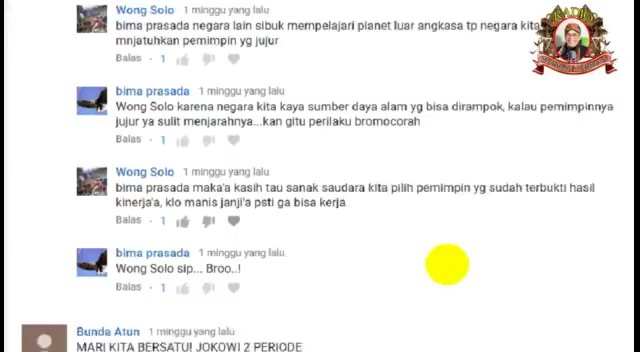 Wong Solo 1 minggu yang lalu
bima prasada negara lain sibuk mempelajari planet luar angkasa tp negara kita
mnjatuhkan pemimpin yg jujur
Balas · 1
bima prasada 1 minggu yang lalu
Wong Solo karena negara kita kaya sumber daya alam yg bisa dirampok, kalau pemimpinnya
jujur ya sulit menjarahnya...kan gitu perilaku bromocorah
Balas · 1
Wong Solo 1 minggu yang lalu
bima prasada maka'a kasih tau sanak saudara kita pilih pemimpin yg sudah terbukti hasil
kinerja'a, klo manis janji'a psti ga bisa kerja
Balas · 1
bima prasada 1 minggu yang lalu
Wong Solo sip... Broo..!
Balas · 1
Bunda Atun 1 minggu yang lalu
MARI KITA BERSATU! JOKOWI 2 PERIODE